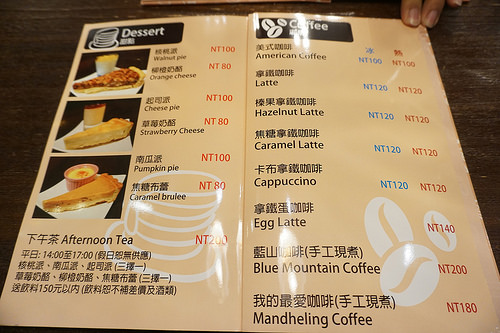 Dessert
甜點
核桃派 NT100
Walnut pie
柳橙奶酪 NT 80
Orange cheese
起司派 NT100
Cheese pie
草莓奶酪 NT 80
Strawberry Cheese
南瓜派 NT100
Pumpkin pie
焦糖布蕾 NT 80
Caramel brulee
下午茶 Afternoon Tea NT200
平日: 14:00至17:00 (假日恕無供應)
核桃派、南瓜派、起司派 (三擇一)
草莓奶酪、柳橙奶酪、焦糖布蕾 (三擇一)
送飲料150元以內 (飲料恕不補差價及酒類)
Coffee
美式咖啡 冰 熱
American Coffee NT100 NT100
拿鐵咖啡
Latte NT120 NT120
榛果拿鐵咖啡
Hazelnut Latte NT120 NT120
焦糖拿鐵咖啡
Caramel Latte NT120 NT120
卡布拿鐵咖啡
Cappuccino NT120 NT120
拿鐵蛋咖啡
Egg Latte NT140
藍山咖啡(手工現煮)
Blue Mountain Coffee NT200
我的最愛咖啡(手工現煮)
Mandheling Coffee NT180